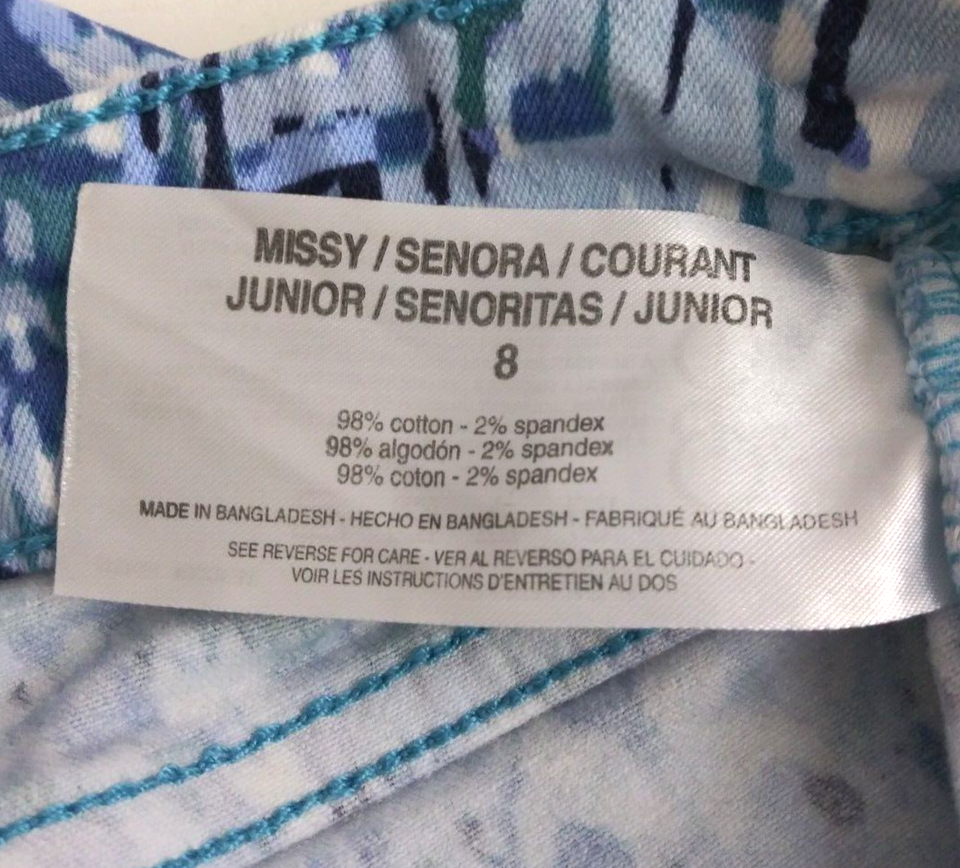 MISSY / SENORA / COURANT
JUNIOR / SENORITAS / JUNIOR
8
98% cotton - 2% spandex
98% algodón - 2% spandex
98% coton - 2% spandex
MADE IN BANGLADESH - HECHO EN BANGLADESH - FABRIQUÉ AU BANGLADESH
SEE REVERSE FOR CARE - VER AL REVERSO PARA EL CUIDADO -
VOIR LES INSTRUCTIONS D'ENTRETIEN AU DOS